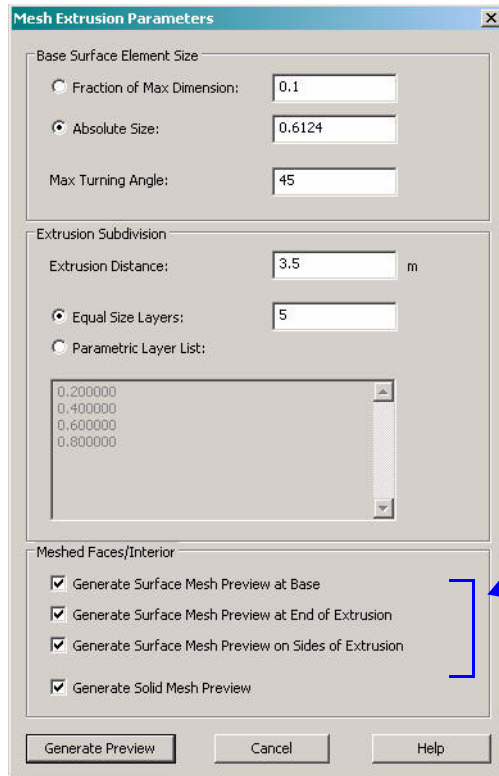 Mesh Extrusion Parameters
Base Surface Element Size
Fraction of Max Dimension: 0.1
Absolute Size: 0.6124
Max Turning Angle: 45
Extrusion Subdivision
Extrusion Distance: 3.5 m
Equal Size Layers: 5
Parametric Layer List:
0.200000
0.400000
0.600000
0.800000
Meshed Faces/Interior
Generate Surface Mesh Preview at Base
Generate Surface Mesh Preview at End of Extrusion
Generate Surface Mesh Preview on Sides of Extrusion
Generate Solid Mesh Preview
Generate Preview Cancel Help